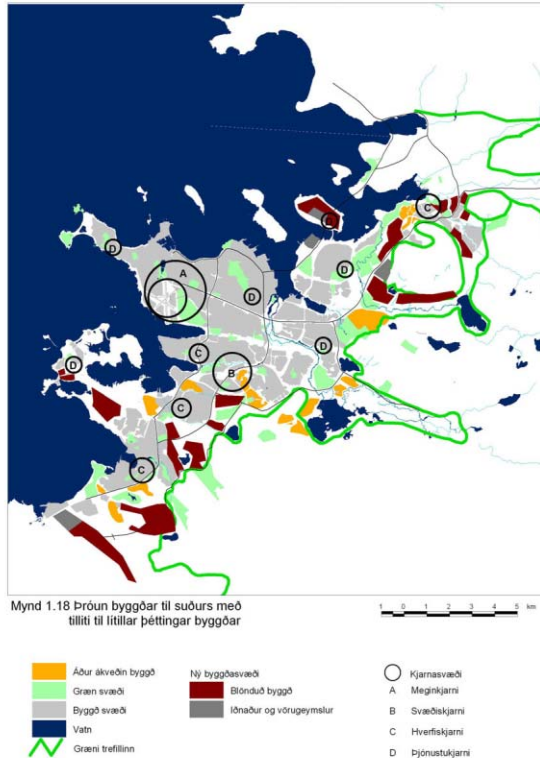 D
A
D
C
C
D
C
D
D
B
C
C
Mynd 1.18 Þróun byggðar til suðurs með
tilliti til lítillar þéttingar byggðar
1 0 1 2 3 4 5 km
Áður ákveðin byggð
Græn svæði
Byggð svæði
Vatn
Græni trefillinn
Ný byggðasvæði
Blönduð byggð
Iðnaður og vörugeymslur
Kjarnasvæði
A Meginkjarni
B Svæðiskjarni
C Hverfiskjarni
D Þjónustukjarni